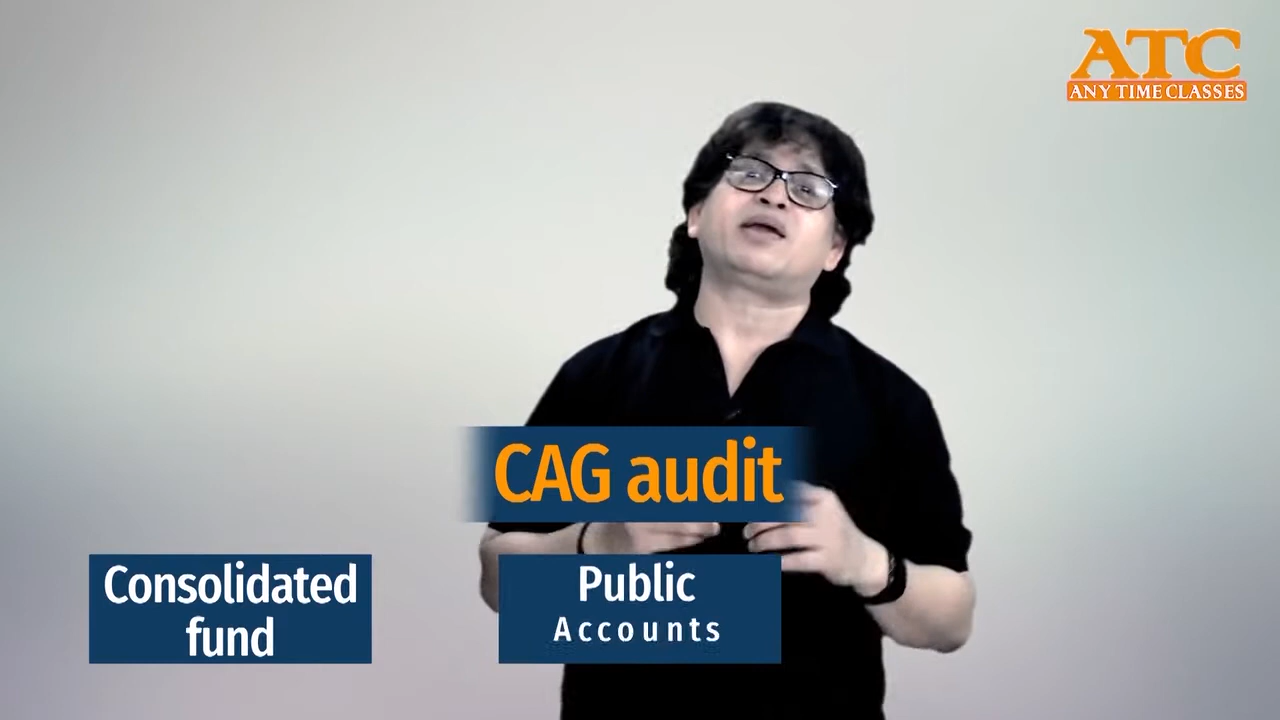 ATC
ANY TIME CLASSES
CAG audit
Consolidated
fund
Public
Accounts